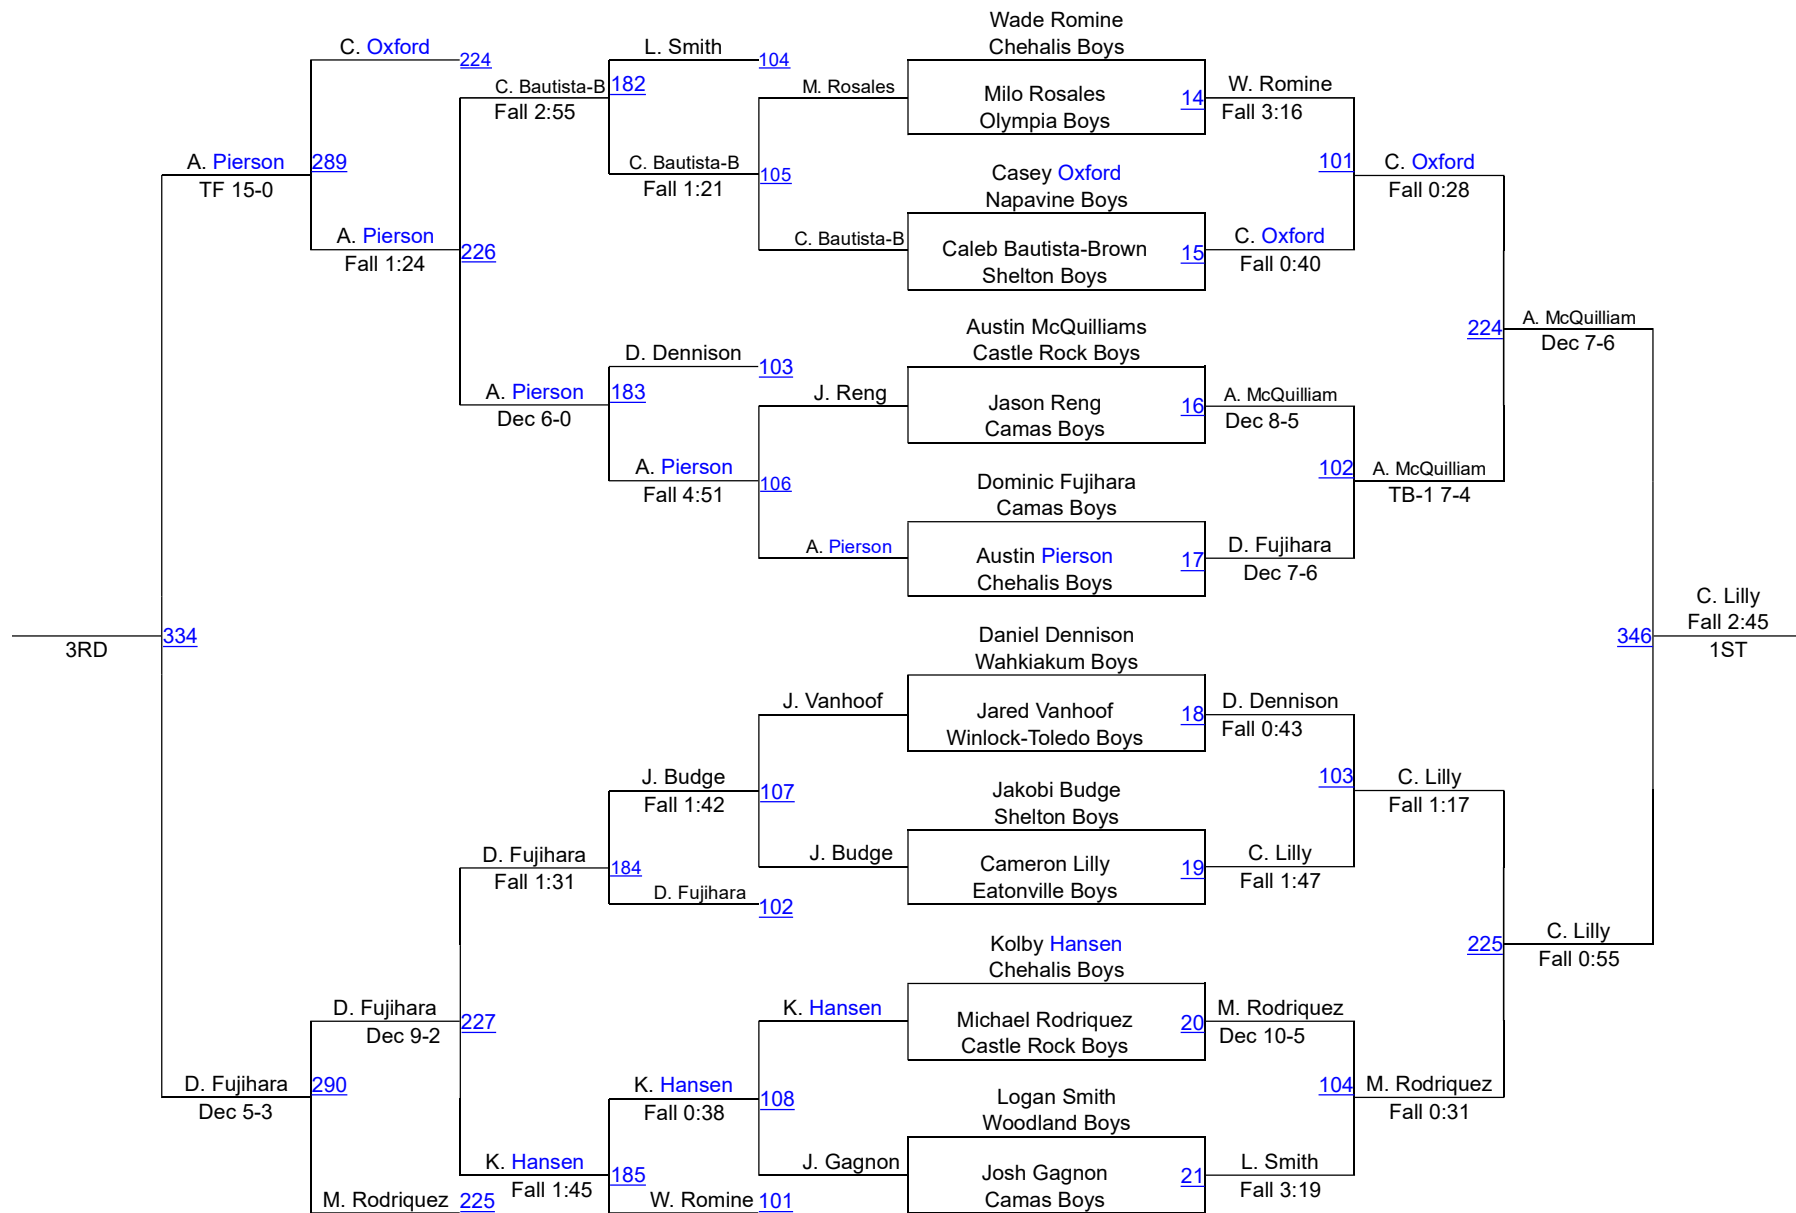 Wade Romine
Chehalis Boys
C. Oxford
224
L. Smith
104
C. Bautista-B
182
Fall 2:55
M. Rosales
Milo Rosales
Olympia Boys
14
W. Romine
Fall 3:16
A. Pierson
289
TF 15-0
C. Bautista-B
105
Fall 1:21
Casey Oxford
Napavine Boys
101
C. Oxford
Fall 0:28
A. Pierson
226
Fall 1:24
C. Bautista-B
Caleb Bautista-Brown
Shelton Boys
15
C. Oxford
Fall 0:40
Austin McQuilliams
Castle Rock Boys
224
A. McQuilliam
Dec 7-6
D. Dennison
103
A. Pierson
183
Dec 6-0
J. Reng
Jason Reng
Camas Boys
16
A. McQuilliam
Dec 8-5
A. Pierson
106
Fall 4:51
Dominic Fujihara
Camas Boys
102
A. McQuilliam
TB-1 7-4
A. Pierson
Austin Pierson
Chehalis Boys
17
D. Fujihara
Dec 7-6
3RD
334
Daniel Dennison
Wahkiakum Boys
346
C. Lilly
Fall 2:45
1ST
J. Vanhoof
Jared Vanhoof
Winlock-Toledo Boys
18
D. Dennison
Fall 0:43
J. Budge
107
Fall 1:42
Jakobi Budge
Shelton Boys
103
C. Lilly
Fall 1:17
D. Fujihara
184
Fall 1:31
J. Budge
Cameron Lilly
Eatonville Boys
19
C. Lilly
Fall 1:47
D. Fujihara
102
Kolby Hansen
Chehalis Boys
225
C. Lilly
Fall 0:55
D. Fujihara
227
Dec 9-2
K. Hansen
Michael Rodriquez
Castle Rock Boys
20
M. Rodriquez
Dec 10-5
D. Fujihara
290
Dec 5-3
K. Hansen
108
Fall 0:38
Logan Smith
Woodland Boys
104
M. Rodriquez
Fall 0:31
K. Hansen
185
Fall 1:45
J. Gagnon
Josh Gagnon
Camas Boys
21
L. Smith
Fall 3:19
M. Rodriquez
225
W. Romine
101